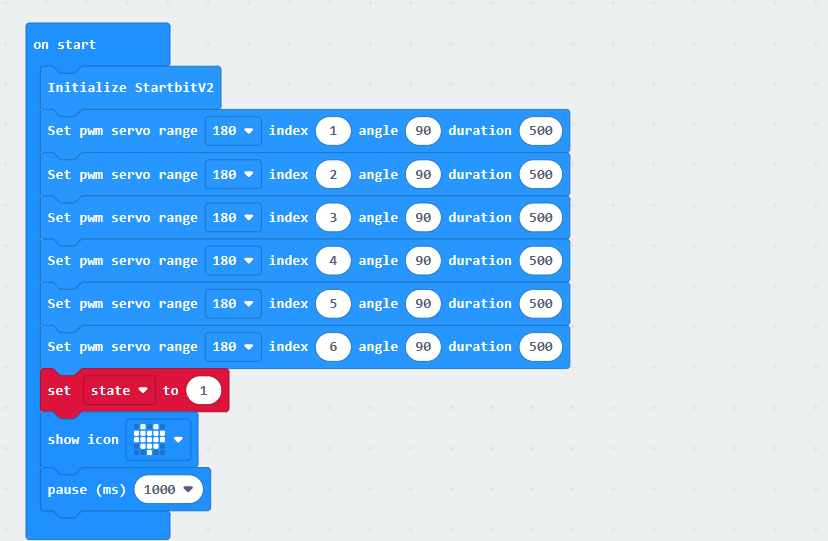 on start
Initialize StartbitV2
Set pwm servo range 180 index 1 angle 90 duration 500
Set pwm servo range 180 index 2 angle 90 duration 500
Set pwm servo range 180 index 3 angle 90 duration 500
Set pwm servo range 180 index 4 angle 90 duration 500
Set pwm servo range 180 index 5 angle 90 duration 500
Set pwm servo range 180 index 6 angle 90 duration 500
set state to 1
show icon
pause (ms) 1000